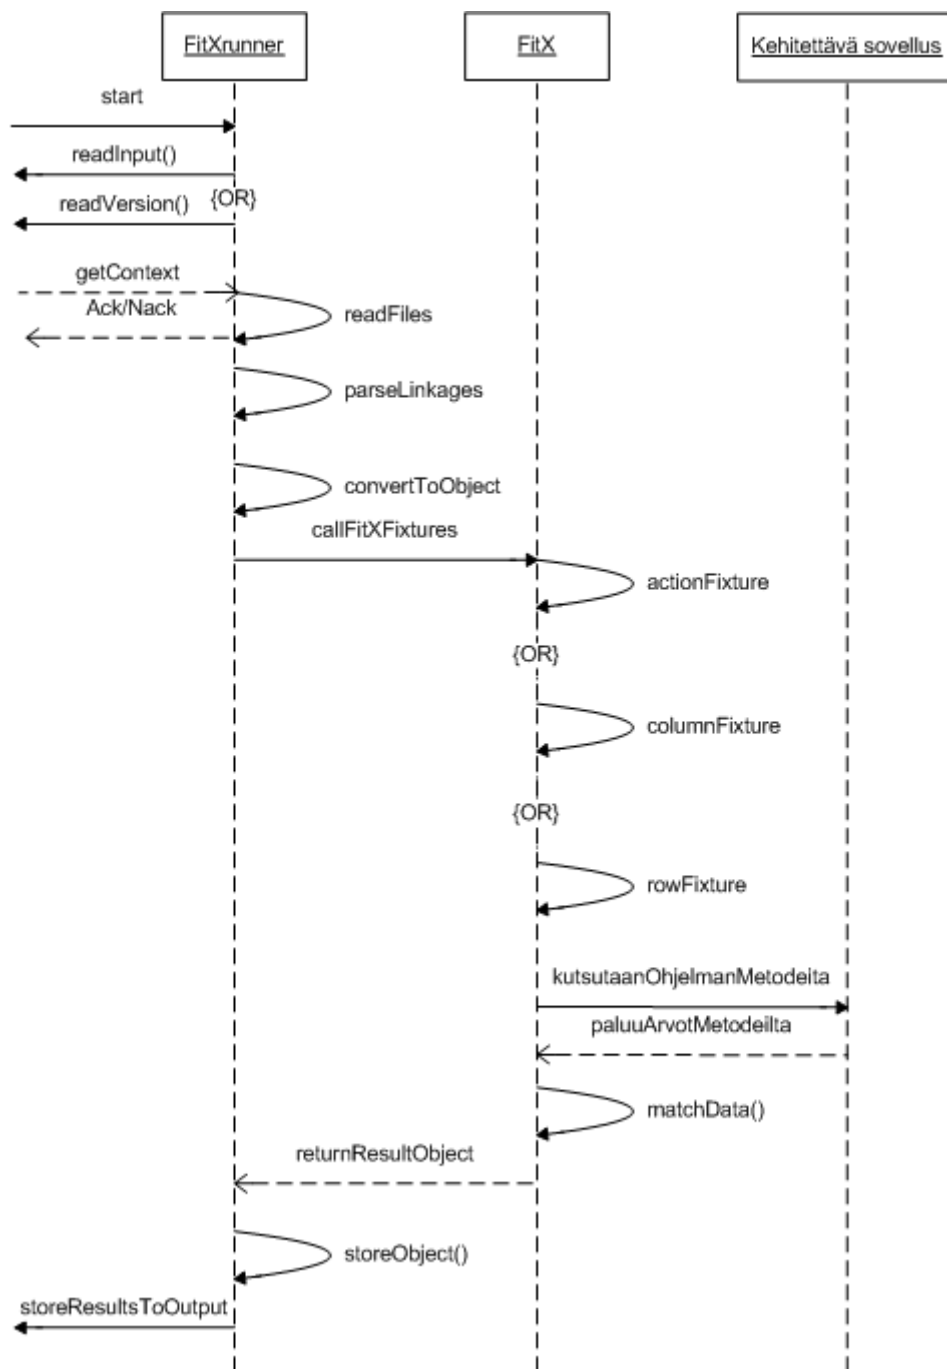 FitXrunner
FitX
Kehitettävä sovellus
start
readInput()
{OR}
readVersion()
getContext
Ack/Nack
readFiles
parseLinkages
convertToObject
callFitXFixtures
actionFixture
{OR}
columnFixture
{OR}
rowFixture
kutsutaanOhjelmanMetodeita
paluuArvotMetodeilta
matchData()
returnResultObject
storeObject()
storeResultsToOutput